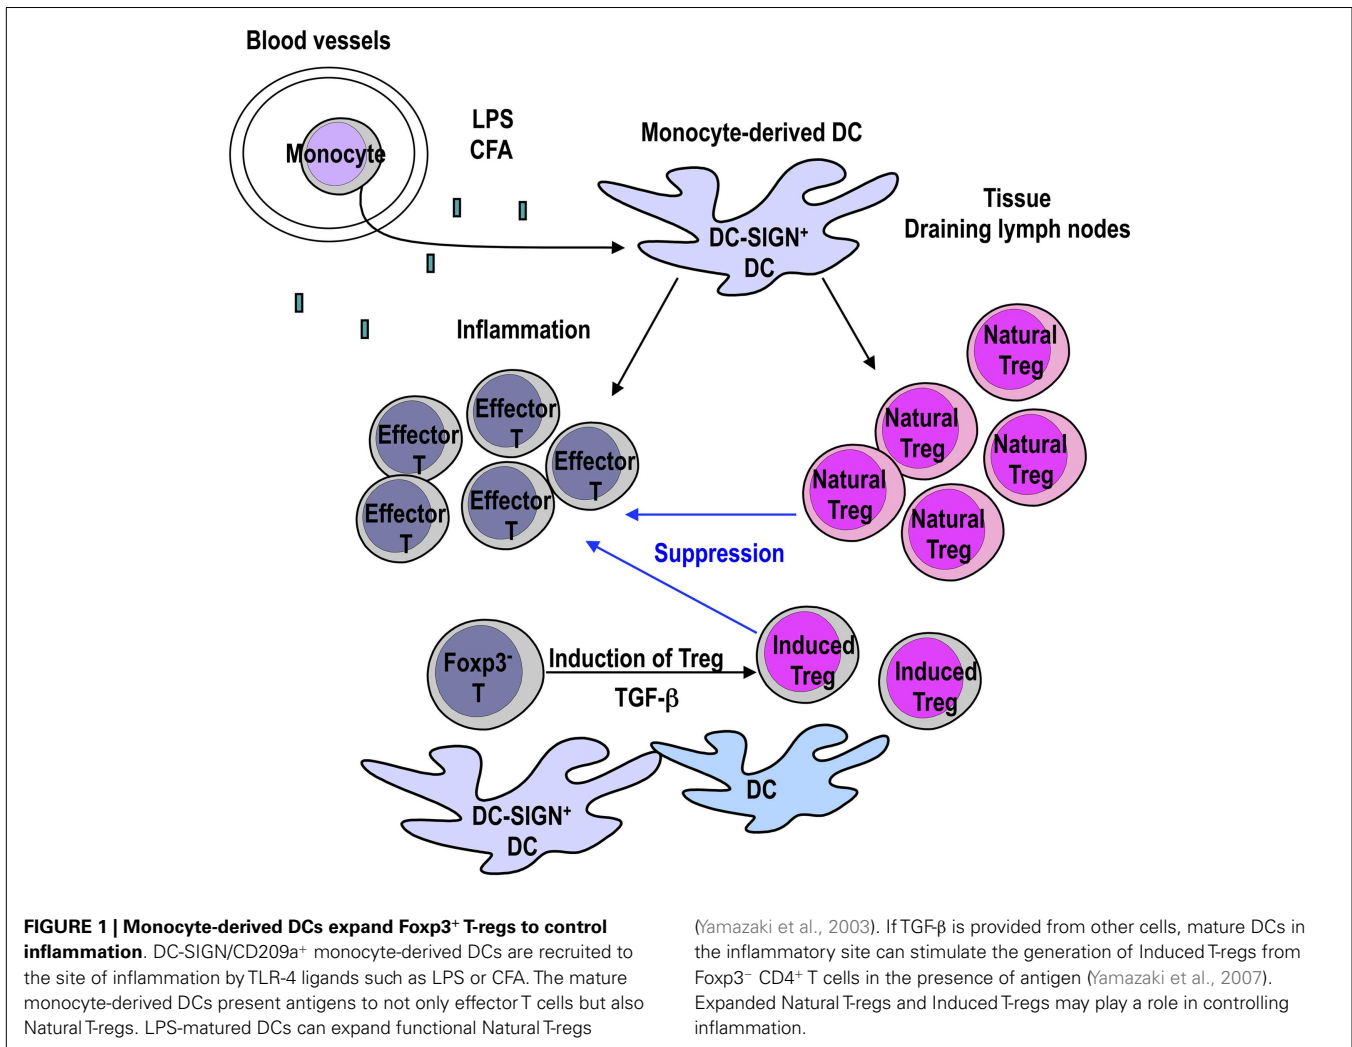 Blood vessels
Monocyte
LPS
CFA
Monocyte-derived DC
DC-SIGN⁺
DC
Tissue
Draining lymph nodes
Inflammation
Effector
T
Effector
T
Effector
T
Effector
T
Effector
T
Natural
Treg
Natural
Treg
Natural
Treg
Natural
Treg
Natural
Treg
Suppression
Foxp3⁻
T
Induction of Treg
TGF-β
Induced
Treg
Induced
Treg
DC-SIGN⁺
DC
DC
FIGURE 1 | Monocyte-derived DCs expand Foxp3⁺ T-regs to control
inflammation. DC-SIGN/CD209a⁺ monocyte-derived DCs are recruited to
the site of inflammation by TLR-4 ligands such as LPS or CFA. The mature
monocyte-derived DCs present antigens to not only effector T cells but also
Natural T-regs. LPS-matured DCs can expand functional Natural T-regs
(Yamazaki et al., 2003). If TGF-β is provided from other cells, mature DCs in
the inflammatory site can stimulate the generation of Induced T-regs from
Foxp3⁻ CD4⁺ T cells in the presence of antigen (Yamazaki et al., 2007).
Expanded Natural T-regs and Induced T-regs may play a role in controlling
inflammation.